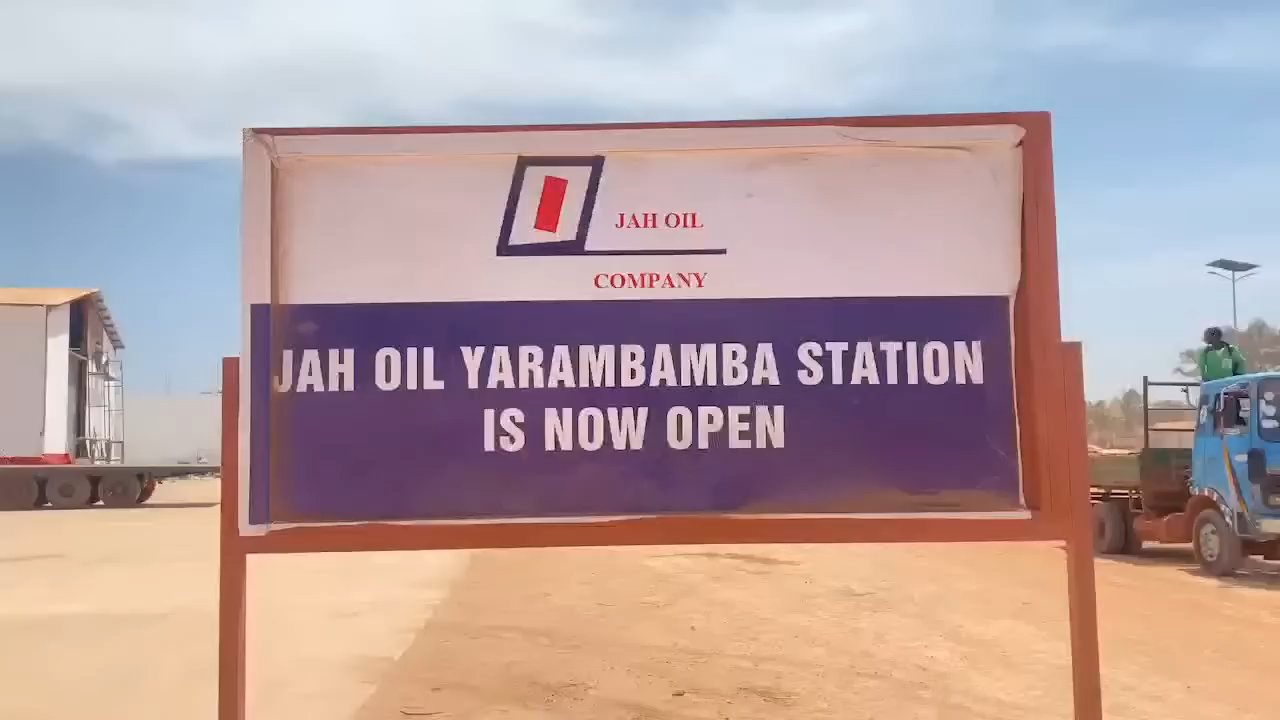 JAH OIL
COMPANY
JAH OIL YARAMBAMBA STATION
IS NOW OPEN